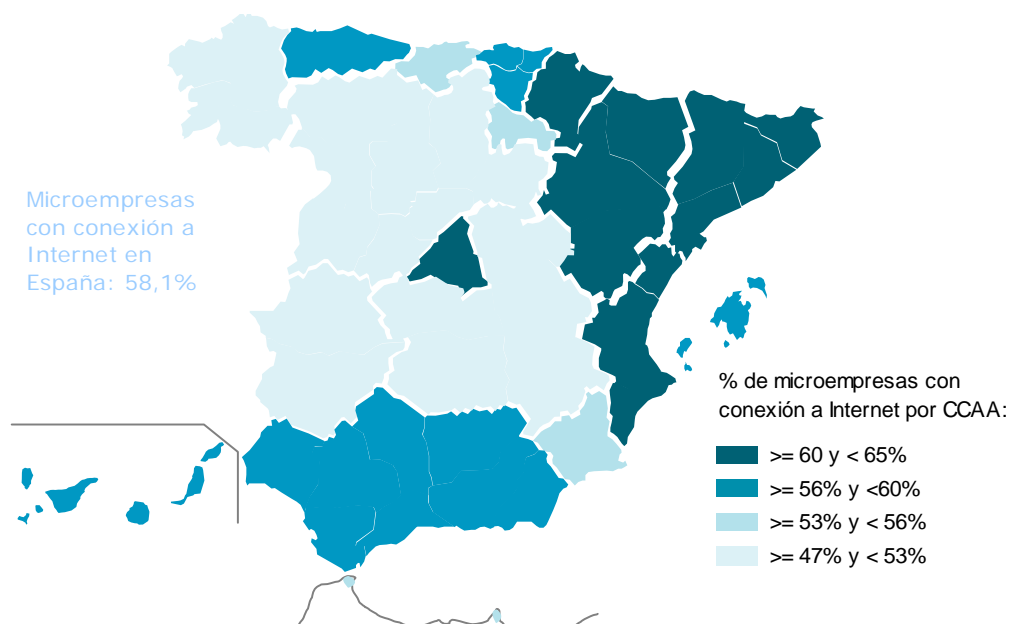 Microempresas
con conexión a
Internet en
España: 58,1%
% de microempresas con
conexión a Internet por CCAA:
>= 60 y < 65%
>= 56% y <60%
>= 53% y < 56%
>= 47% y < 53%